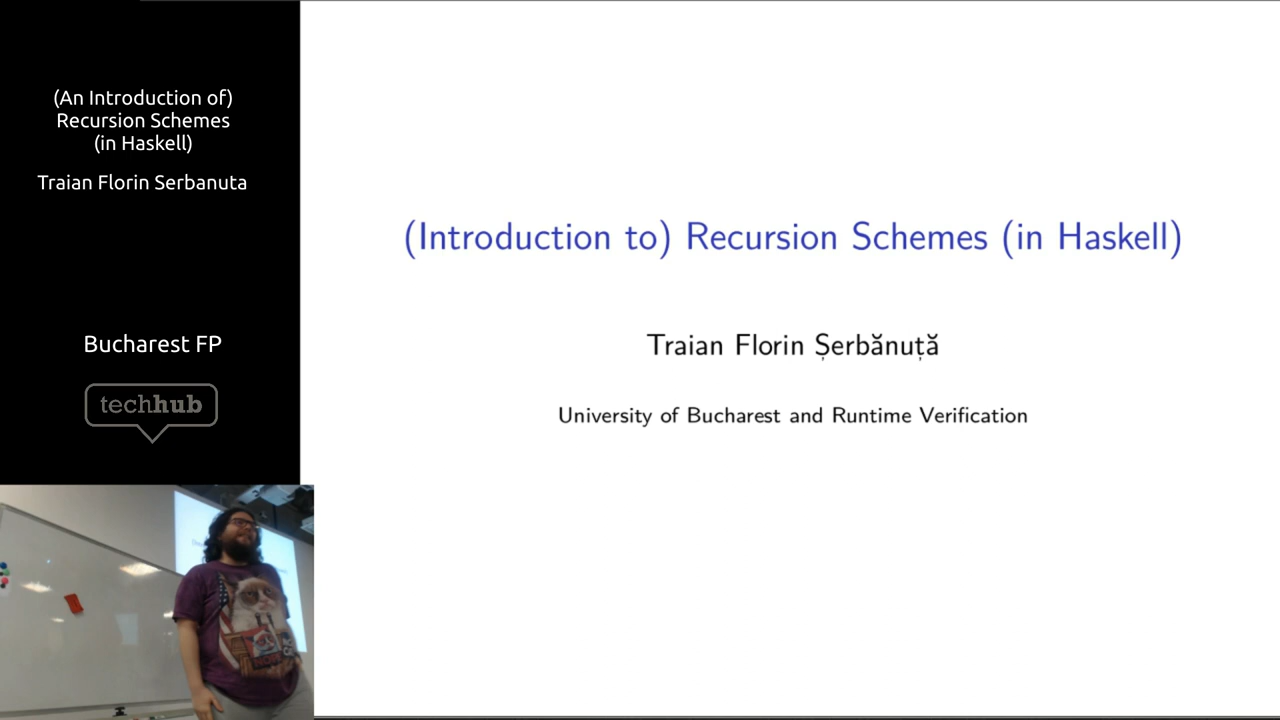 (An Introduction of)
Recursion Schemes
(in Haskell)
Traian Florin Serbanuta
Bucharest FP
techhub
(Introduction to) Recursion Schemes (in Haskell)
Traian Florin Șerbănuță
University of Bucharest and Runtime Verification